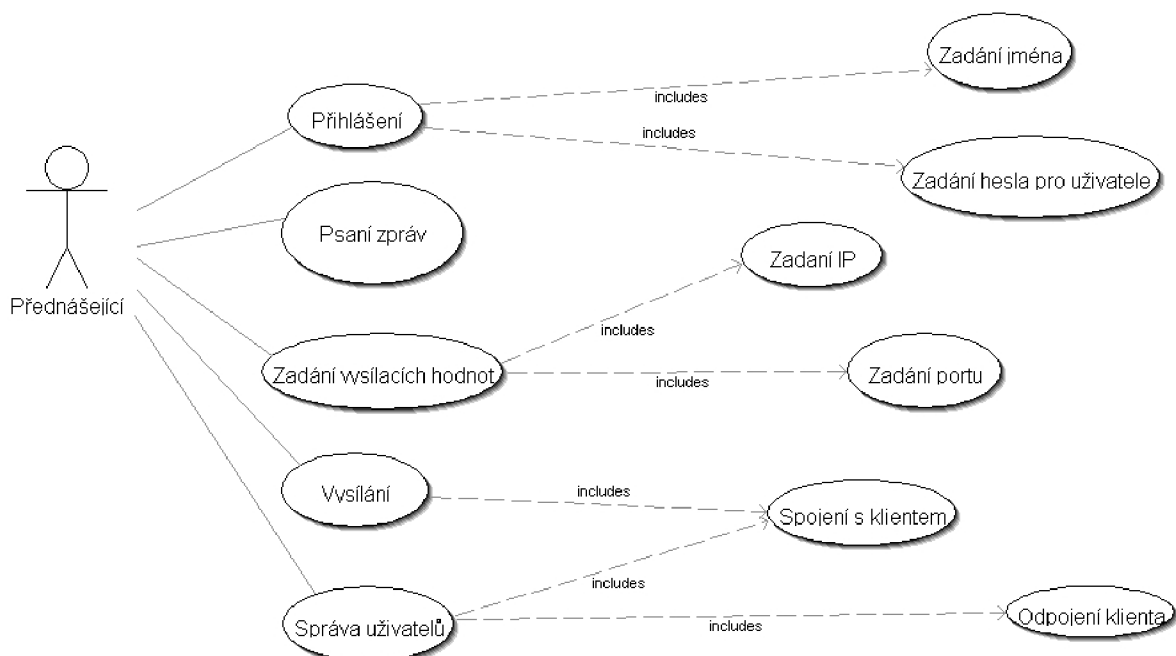 Zadání jména
includes
Přihlášení
includes
Zadání hesla pro uživatele
Psaní zpráv
Zadaní IP
Přednášející
includes
Zadání vysílacích hodnot
includes
Zadání portu
Vysílání
includes
Spojení s klientem
includes
Správa uživatelů
includes
Odpojení klienta